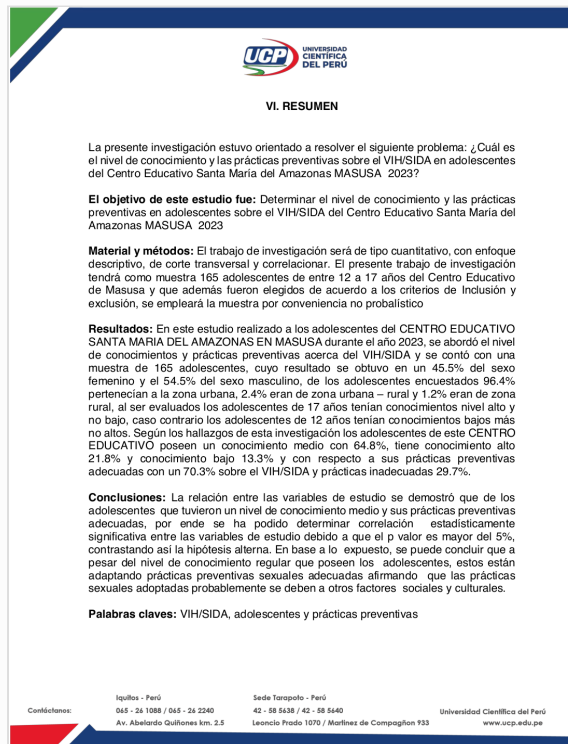 UCP
UNIVERSIDAD
CIENTÍFICA
DEL PERÚ
VI. RESUMEN
La presente investigación estuvo orientado a resolver el siguiente problema: ¿Cuál es
el nivel de conocimiento y las prácticas preventivas sobre el VIH/SIDA en adolescentes
del Centro Educativo Santa María del Amazonas MASUSA 2023?
El objetivo de este estudio fue: Determinar el nivel de conocimiento y las prácticas
preventivas en adolescentes sobre el VIH/SIDA del Centro Educativo Santa María del
Amazonas MASUSA 2023
Material y métodos: El trabajo de investigación será de tipo cuantitativo, con enfoque
descriptivo, de corte transversal y correlacionar. El presente trabajo de investigación
tendrá como muestra 165 adolescentes de entre 12 a 17 años del Centro Educativo
de Masusa y que además fueron elegidos de acuerdo a los criterios de Inclusión y
exclusión, se empleará la muestra por conveniencia no probalístico
Resultados: En este estudio realizado a los adolescentes del CENTRO EDUCATIVO
SANTA MARIA DEL AMAZONAS EN MASUSA durante el año 2023, se abordó el nivel
de conocimientos y prácticas preventivas acerca del VIH/SIDA y se contó con una
muestra de 165 adolescentes, cuyo resultado se obtuvo en un 45.5% del sexo
femenino y el 54.5% del sexo masculino, de los adolescentes encuestados 96.4%
pertenecían a la zona urbana, 2.4% eran de zona urbana – rural y 1.2% eran de zona
rural, al ser evaluados los adolescentes de 17 años tenían conocimientos nivel alto y
no bajo, caso contrario los adolescentes de 12 años tenían conocimientos bajos más
no altos. Según los hallazgos de esta investigación los adolescentes de este CENTRO
EDUCATIVO poseen un conocimiento medio con 64.8%, tiene conocimiento alto
21.8% y conocimiento bajo 13.3% y con respecto a sus prácticas preventivas
adecuadas con un 70.3% sobre el VIH/SIDA y prácticas inadecuadas 29.7%.
Conclusiones: La relación entre las variables de estudio se demostró que de los
adolescentes que tuvieron un nivel de conocimiento medio y sus prácticas preventivas
adecuadas, por ende se ha podido determinar correlación estadísticamente
significativa entre las variables de estudio debido a que el p valor es mayor del 5%,
contrastando así la hipótesis alterna. En base a lo expuesto, se puede concluir que a
pesar del nivel de conocimiento regular que poseen los adolescentes, estos están
adaptando prácticas preventivas sexuales adecuadas afirmando que las prácticas
sexuales adoptadas probablemente se deben a otros factores sociales y culturales.
Palabras claves: VIH/SIDA, adolescentes y prácticas preventivas
Contáctanos:
Iquitos - Perú
065 - 26 1088 / 065 - 26 2240
Av. Abelardo Quiñones km. 2.5
Sede Tarapoto - Perú
42 - 58 5638 / 42 - 58 5640
Leoncio Prado 1070 / Martínez de Compagñon 933
Universidad Científica del Perú
www.ucp.edu.pe